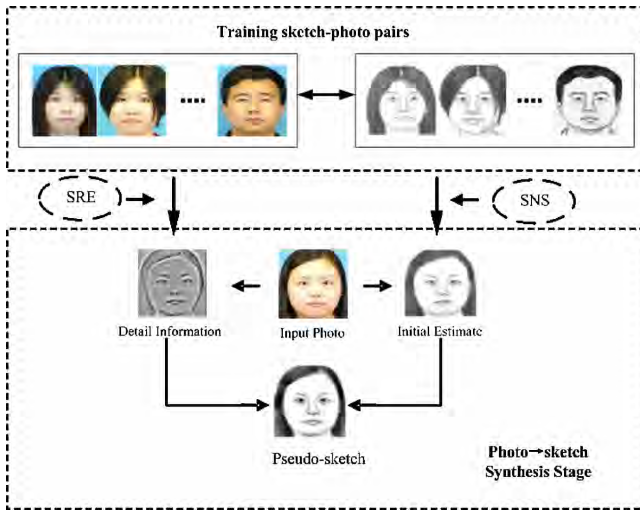 Training sketch-photo pairs
SRE
SNS
Detail Information
Input Photo
Initial Estimate
Pseudo-sketch
Photo→sketch
Synthesis Stage